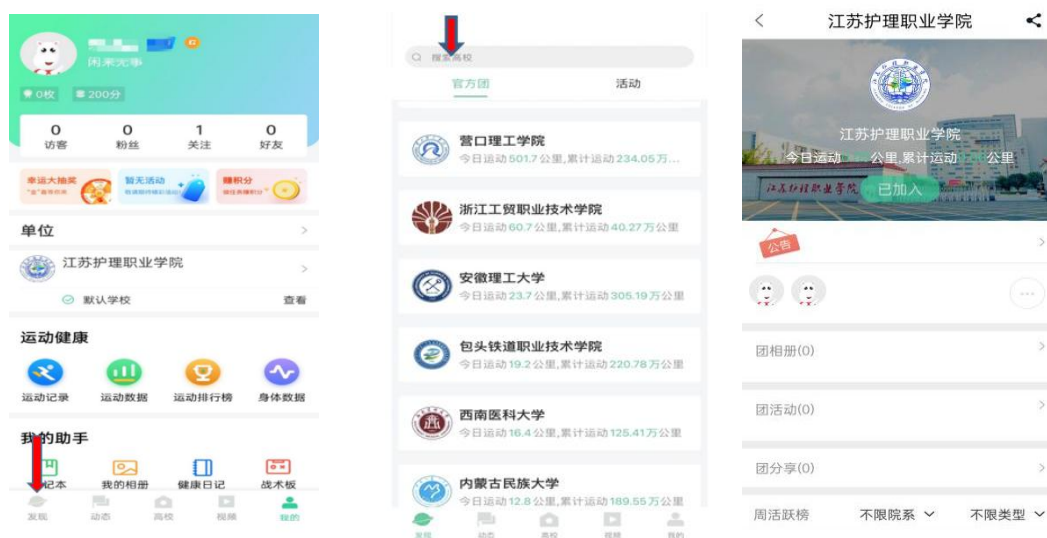 闲来无事
0枚
200分
0
0
1
0
访客
粉丝
关注
好友
幸运大抽奖
暂无活动
赚积分
单位
江苏护理职业学院
默认学校
查看
运动健康
运动记录
运动数据
运动排行榜
身体数据
我的助手
记本
我的相册
健康日记
战术板
发现
动态
高校
视频
我的
搜索高校
官方团
活动
营口理工学院
今日运动501.7公里,累计运动234.05万...
浙江工贸职业技术学院
今日运动60.7公里,累计运动40.27万公里
安徽理工大学
今日运动23.7公里,累计运动305.19万公里
包头铁道职业技术学院
今日运动19.2公里,累计运动220.78万公里
西南医科大学
今日运动16.4公里,累计运动125.41万公里
内蒙古民族大学
今日运动12.8公里,累计运动189.55万公里
发现
动态
高校
视频
我的
江苏护理职业学院
江苏护理职业学院
今日运动 公里,累计运动 公里
江苏护理职业学院
已加入
公告
团相册(0)
团活动(0)
团分享(0)
周活跃榜
不限院系
不限类型